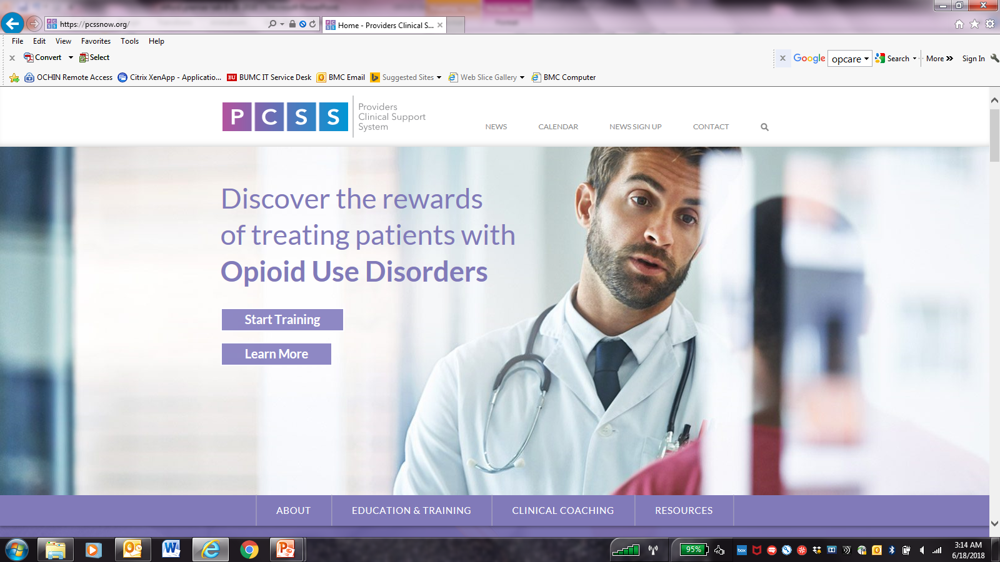 https://pcssnow.org/
Home - Providers Clinical S...
File Edit View Favorites Tools Help
Convert Select
Google opcare Search More Sign In
OCHIN Remote Access Citrix XenApp - Applicatio... BU BUMC IT Service Desk BMC Email Suggested Sites Web Slice Gallery BMC Computer
P C S S
Providers
Clinical Support
System
NEWS CALENDAR NEWS SIGN UP CONTACT
Discover the rewards
of treating patients with
Opioid Use Disorders
Start Training
Learn More
ABOUT EDUCATION & TRAINING CLINICAL COACHING RESOURCES
95%
3:14 AM
6/18/2018